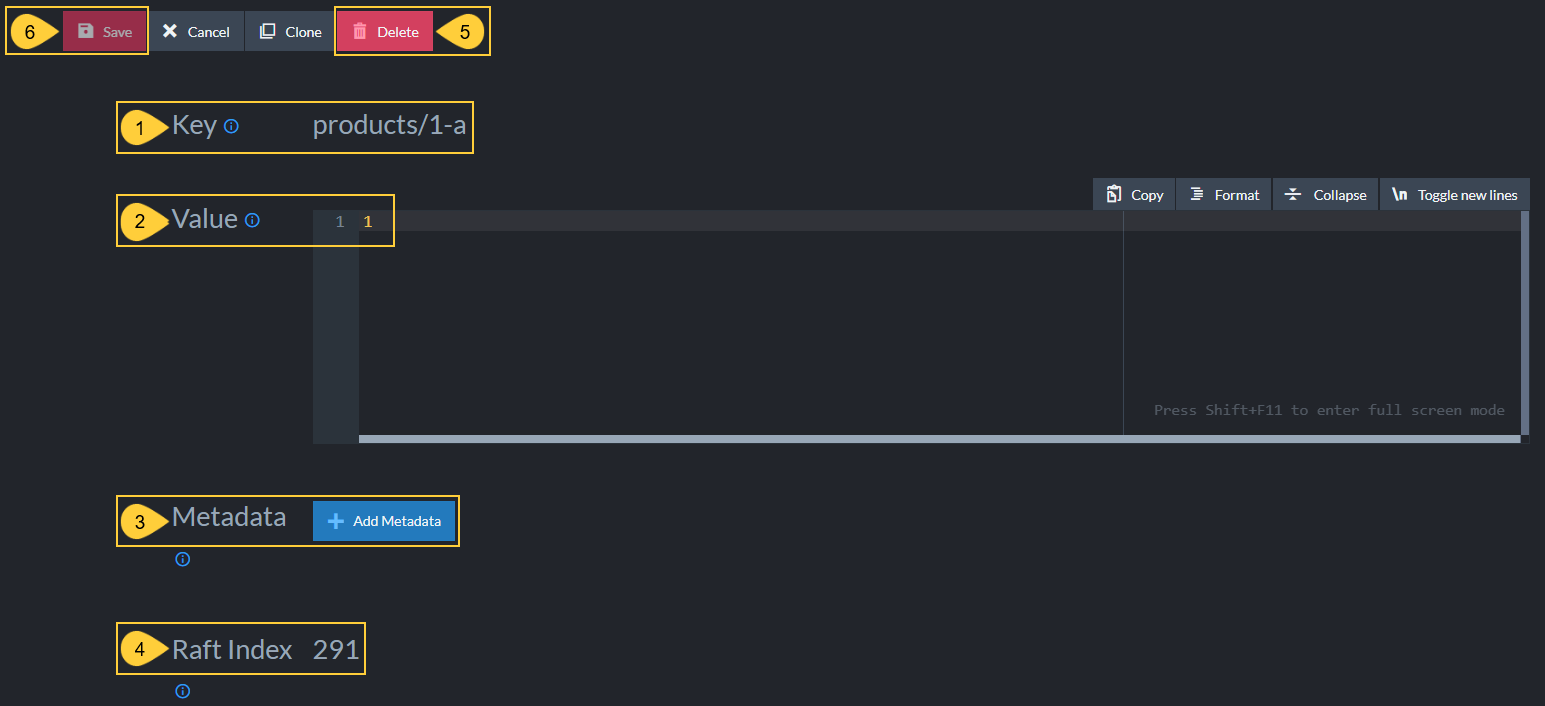 6 Save Cancel Clone Delete 5
1 Key products/1-a
Copy Format Collapse \n Toggle new lines
2 Value 1 1
Press Shift+F11 to enter full screen mode
3 Metadata Add Metadata
4 Raft Index 291